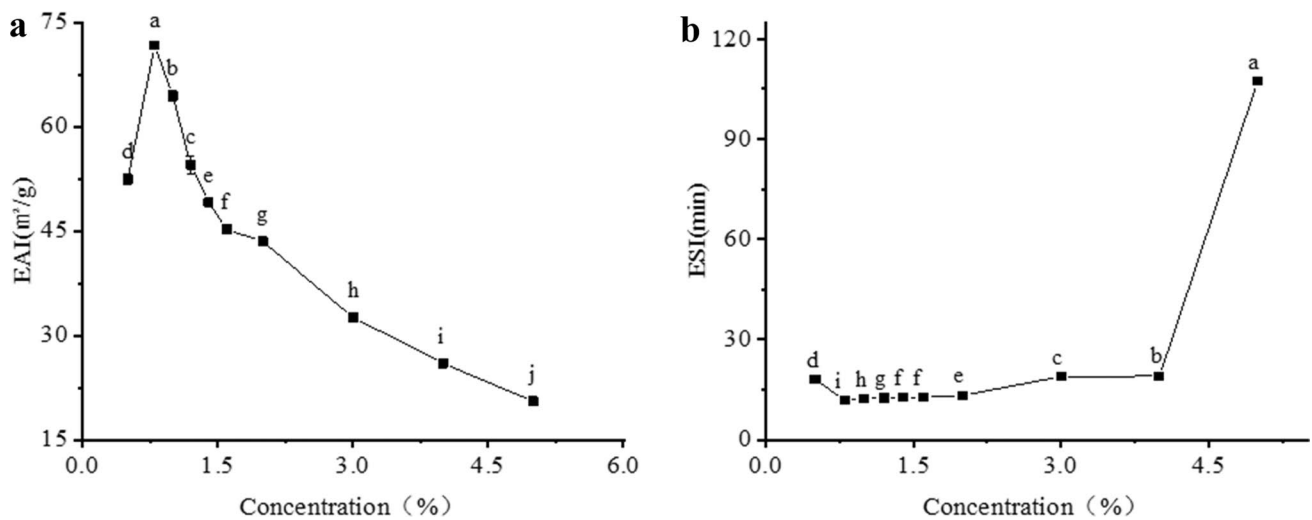 a
75
60
45
30
15
EAI(㎡/g)
a
b
c
d
e
f
g
h
i
j
0.0 1.5 3.0 4.5 6.0
Concentration（%）
b
120
90
60
30
0
ESI(min)
d
i
h
g
f
f
e
c
b
a
0.0 1.5 3.0 4.5
Concentration（%）